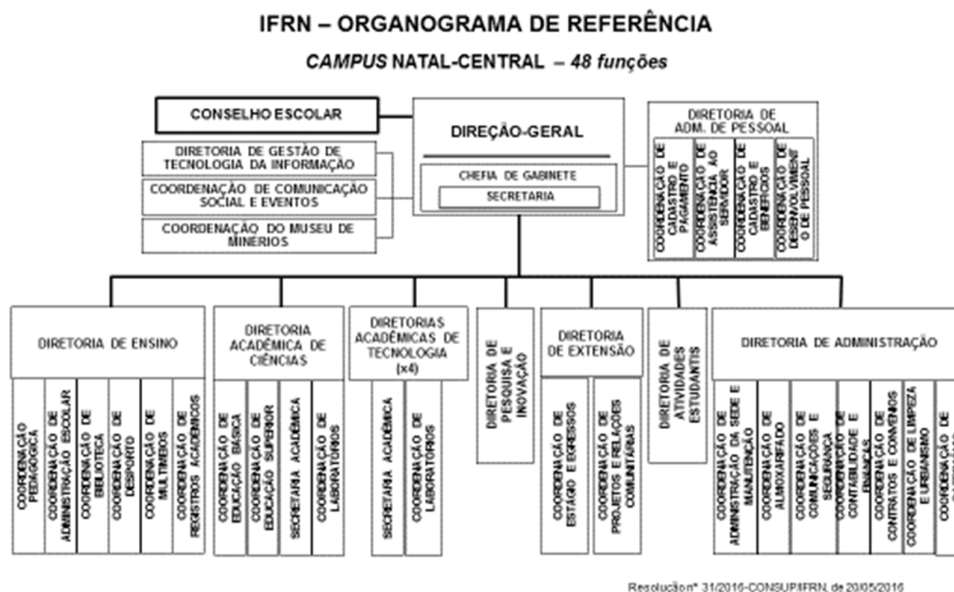 IFRN – ORGANOGRAMA DE REFERÊNCIA
CAMPUS NATAL-CENTRAL – 48 funções
CONSELHO ESCOLAR
DIREÇÃO-GERAL
CHEFIA DE GABINETE
SECRETARIA
DIRETORIA DE GESTÃO DE
TECNOLOGIA DA INFORMAÇÃO
COORDENAÇÃO DE COMUNICAÇÃO
SOCIAL E EVENTOS
COORDENAÇÃO DO MUSEU DE
MINÉRIOS
DIRETORIA DE
ADM. DE PESSOAL
COORDENAÇÃO DE
CADASTRO E
PAGAMENTO
COORDENAÇÃO DE
ASSISTÊNCIA AO
SERVIDOR
COORDENAÇÃO DE
CADASTRO E
BENEFÍCIOS
COORDENAÇÃO DE
DESENVOLVIMENT
O DE PESSOAL
DIRETORIA DE ENSINO
COORDENAÇÃO
PEDAGÓGICA
COORDENAÇÃO DE
ADMINISTRAÇÃO ESCOLAR
COORDENAÇÃO DE
BIBLIOTECA
COORDENAÇÃO DE
DESPORTO
COORDENAÇÃO DE
MULTIMEIOS
COORDENAÇÃO DE
REGISTROS ACADÊMICOS
DIRETORIA
ACADÊMICA DE
CIÊNCIAS
COORDENAÇÃO DE
EDUCAÇÃO BÁSICA
COORDENAÇÃO DE
EDUCAÇÃO SUPERIOR
SECRETARIA ACADÊMICA
COORDENAÇÃO DE
LABORATÓRIOS
DIRETORIAS
ACADÊMICAS DE
TECNOLOGIA
(x4)
SECRETARIA ACADÊMICA
COORDENAÇÃO DE
LABORATÓRIOS
DIRETORIA DE
PESQUISA E
INOVAÇÃO
DIRETORIA
DE EXTENSÃO
COORDENAÇÃO DE
ESTÁGIO E EGRESSOS
COORDENAÇÃO DE
PROJETOS E RELAÇÕES
COMUNITÁRIAS
DIRETORIA DE
ATIVIDADES
ESTUDANTIS
DIRETORIA DE ADMINISTRAÇÃO
COORDENAÇÃO DE
ADMINISTRAÇÃO DA SEDE E
MANUTENÇÃO
COORDENAÇÃO DE
ALMOXARIFADO
COORDENAÇÃO DE
COMUNICAÇÕES E
SEGURANÇA
COORDENAÇÃO DE
CONTABILIDADE E
FINANÇAS
COORDENAÇÃO DE
CONTRATOS E CONVÊNIOS
COORDENAÇÃO DE LIMPEZA
E URBANISMO
COORDENAÇÃO DE
Resolução nº 31/2016-CONSUP/IFRN, de 20/05/2016